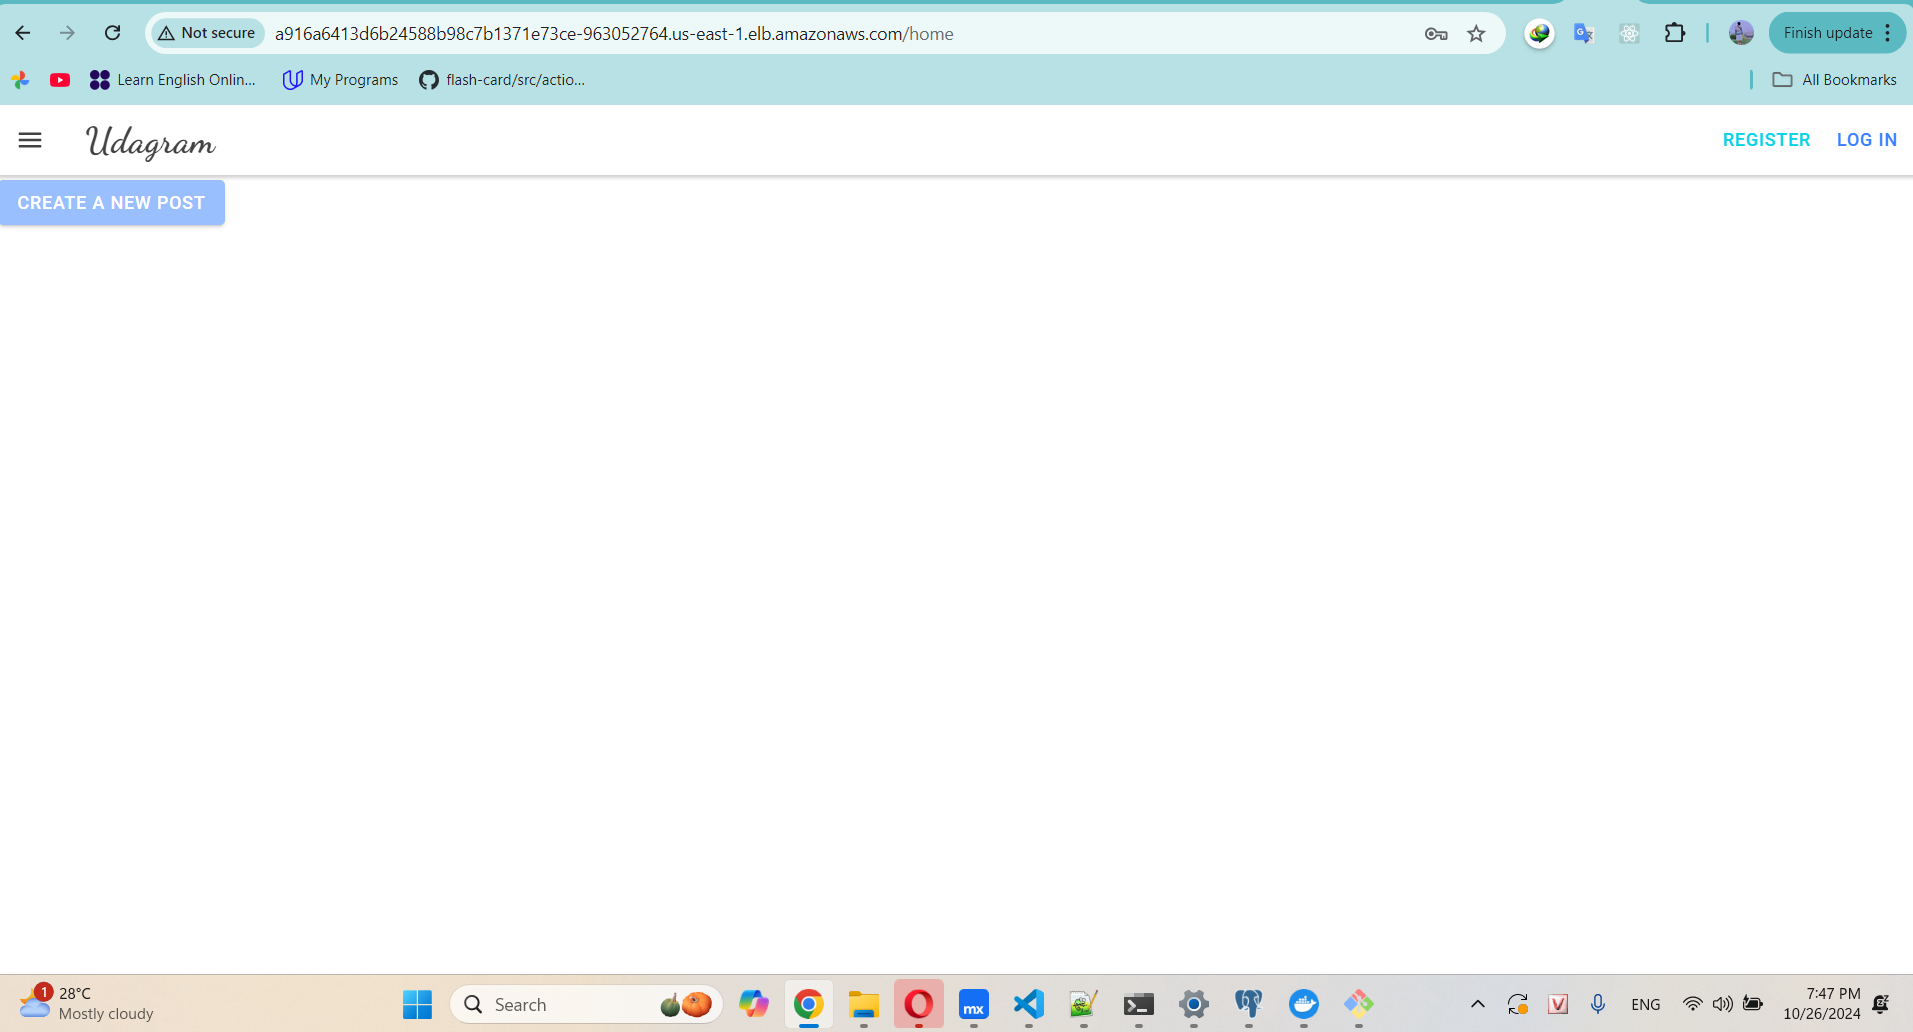 Not secure
a916a6413d6b24588b98c7b1371e73ce-963052764.us-east-1.elb.amazonaws.com/home
Finish update
Learn English Onlin...
My Programs
flash-card/src/actio...
All Bookmarks
Udagram
REGISTER
LOG IN
CREATE A NEW POST
1
28°C
Mostly cloudy
Search
mx
V
ENG
7:47 PM
10/26/2024